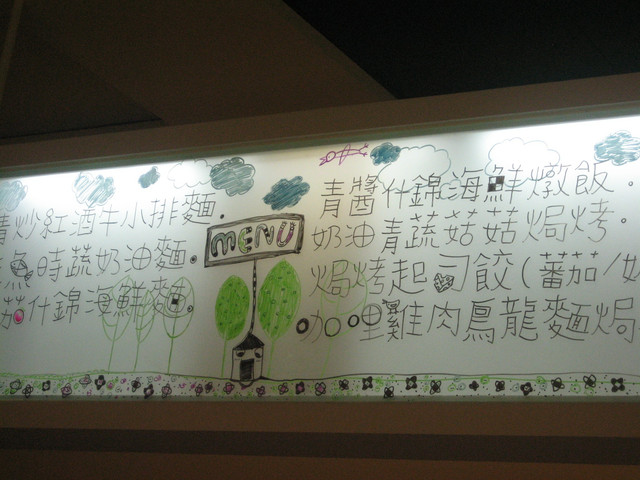 炒紅酒牛小排麵.
魚時蔬奶油麵.
茄什錦海鮮麵.
MENU
青醬什錦海鮮燉飯.
奶油青蔬菇菇焗烤.
焗烤起司餃(蕃茄/奶
咖哩雞肉烏龍麵焗